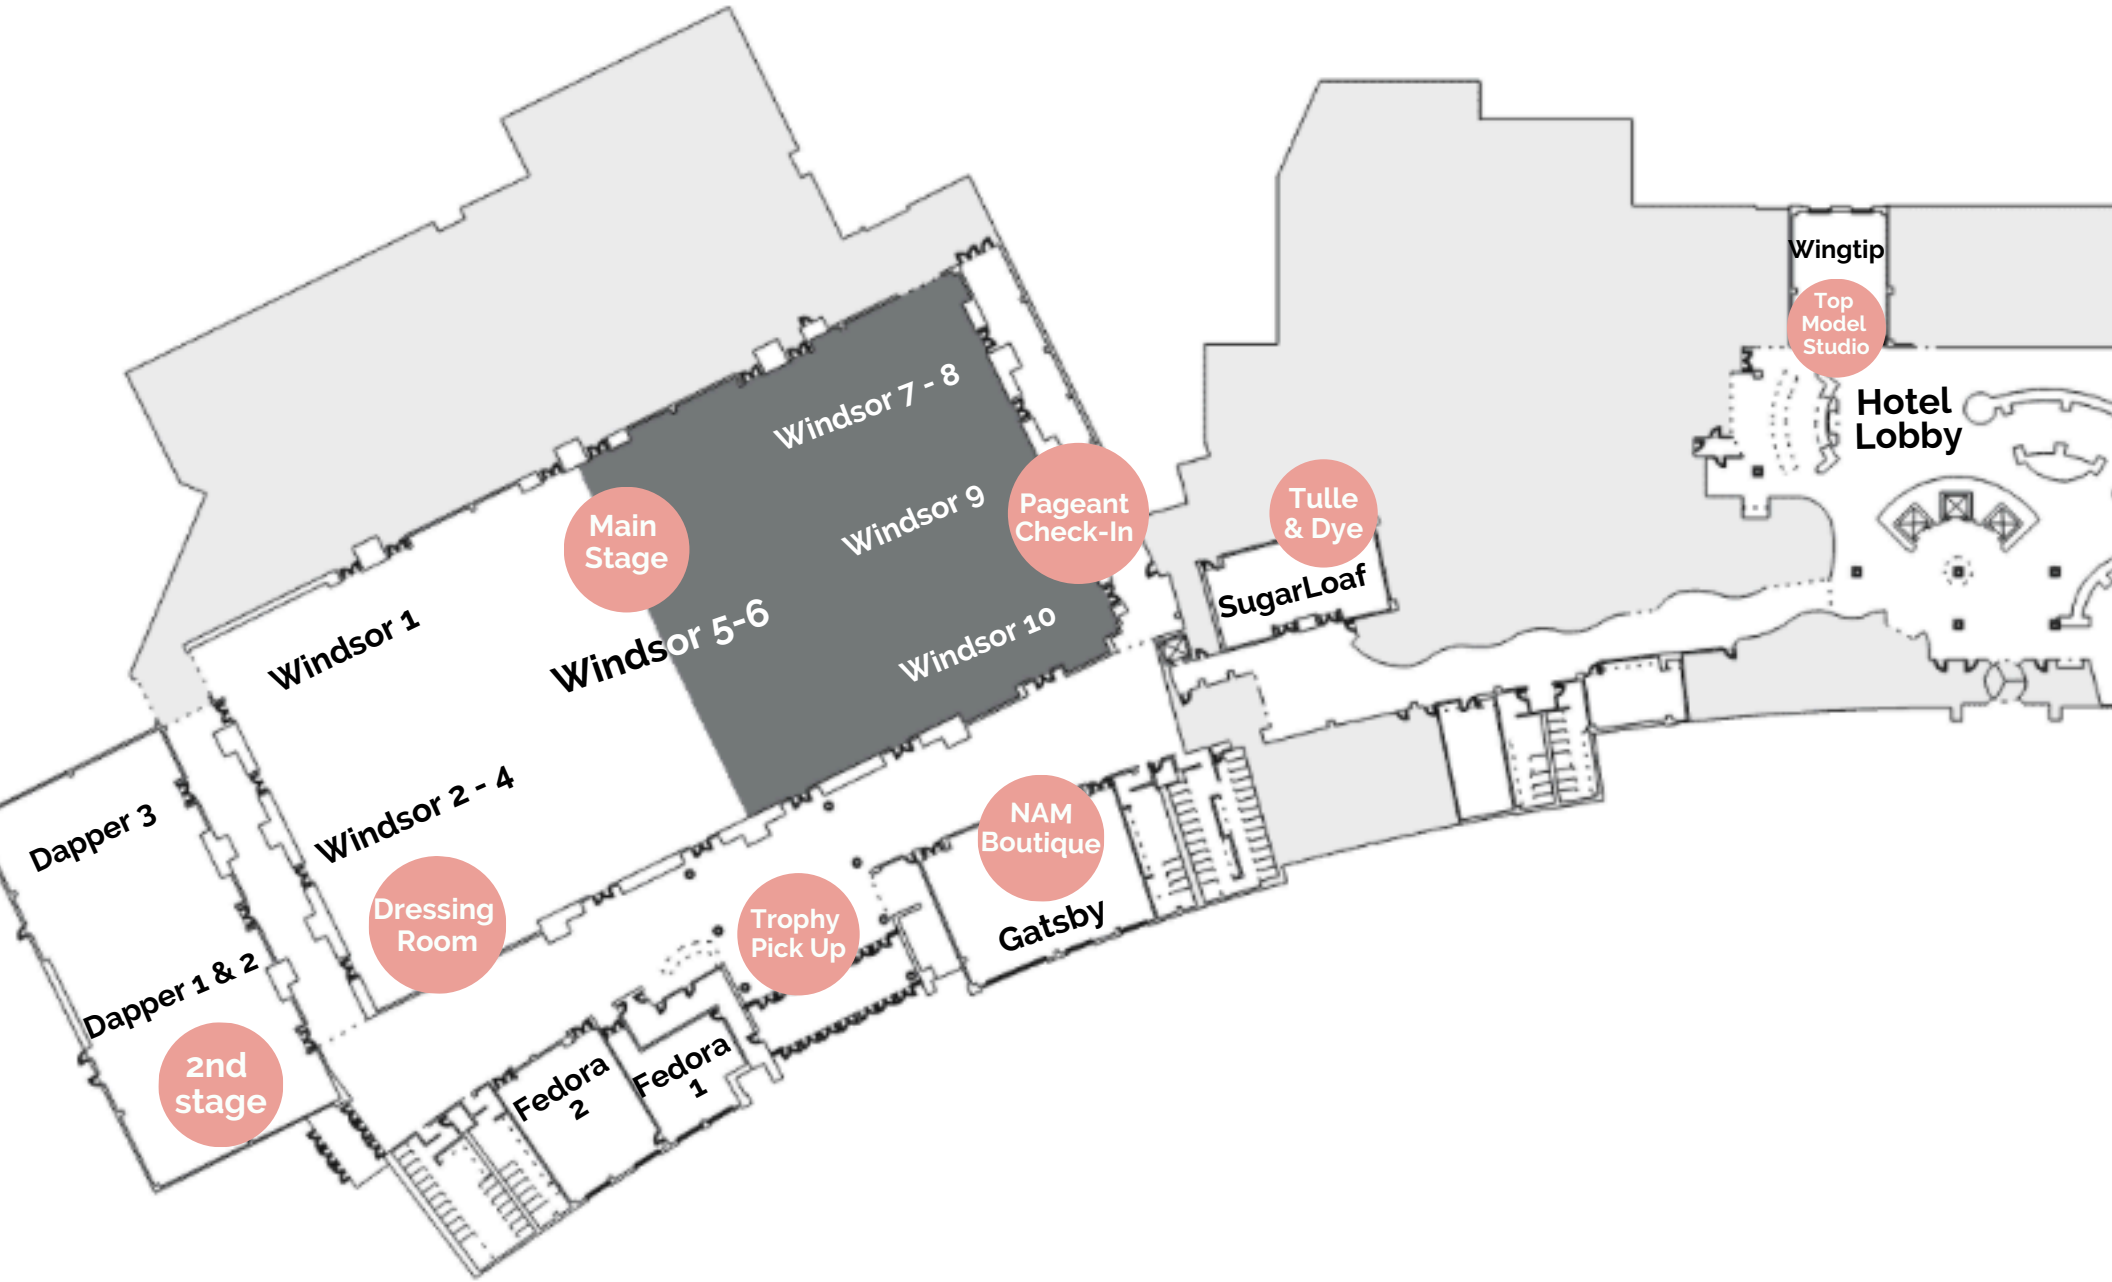 Wingtip
Top
Model
Studio
Hotel
Lobby
Windsor 7 - 8
Windsor 9
Pageant
Check-In
Tulle
& Dye
SugarLoaf
Main
Stage
Windsor 5-6
Windsor 10
Windsor 1
Windsor 2 - 4
Dapper 3
Dressing
Room
NAM
Boutique
Gatsby
Trophy
Pick Up
Dapper 1 & 2
2nd
stage
Fedora
2
Fedora
1